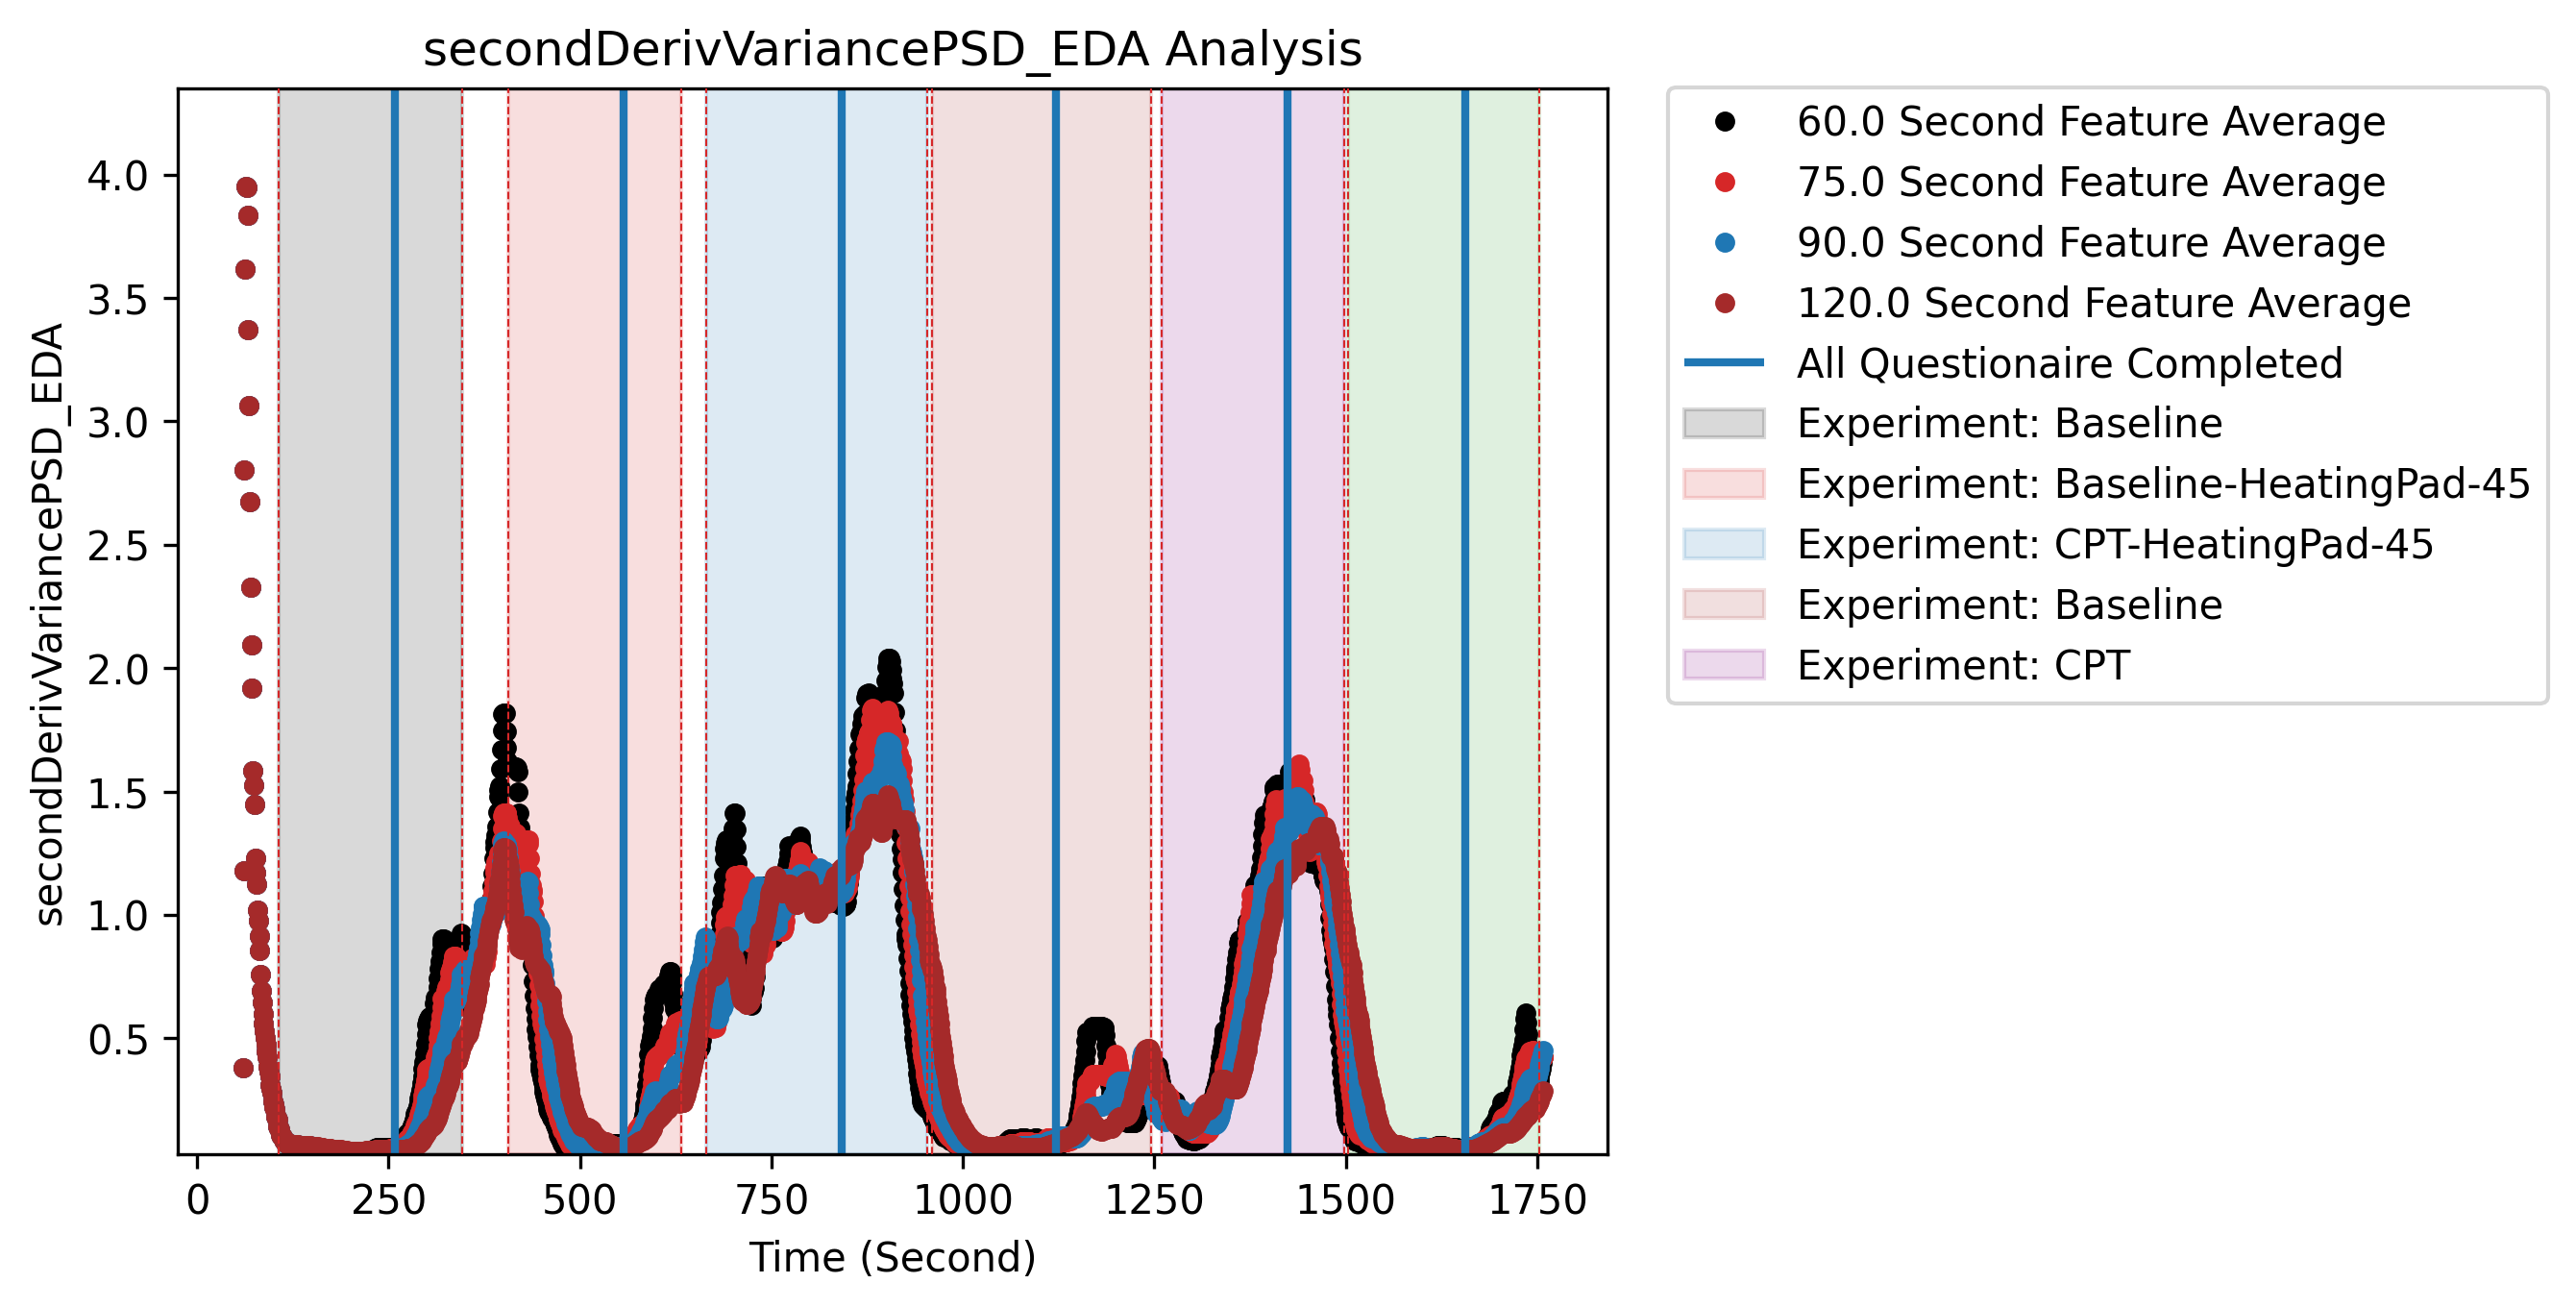 secondDerivVariancePSD_EDA Analysis
secondDerivVariancePSD_EDA
4.0
3.5
3.0
2.5
2.0
1.5
1.0
0.5
0 250 500 750 1000 1250 1500 1750
Time (Second)
60.0 Second Feature Average
75.0 Second Feature Average
90.0 Second Feature Average
120.0 Second Feature Average
All Questionaire Completed
Experiment: Baseline
Experiment: Baseline-HeatingPad-45
Experiment: CPT-HeatingPad-45
Experiment: Baseline
Experiment: CPT